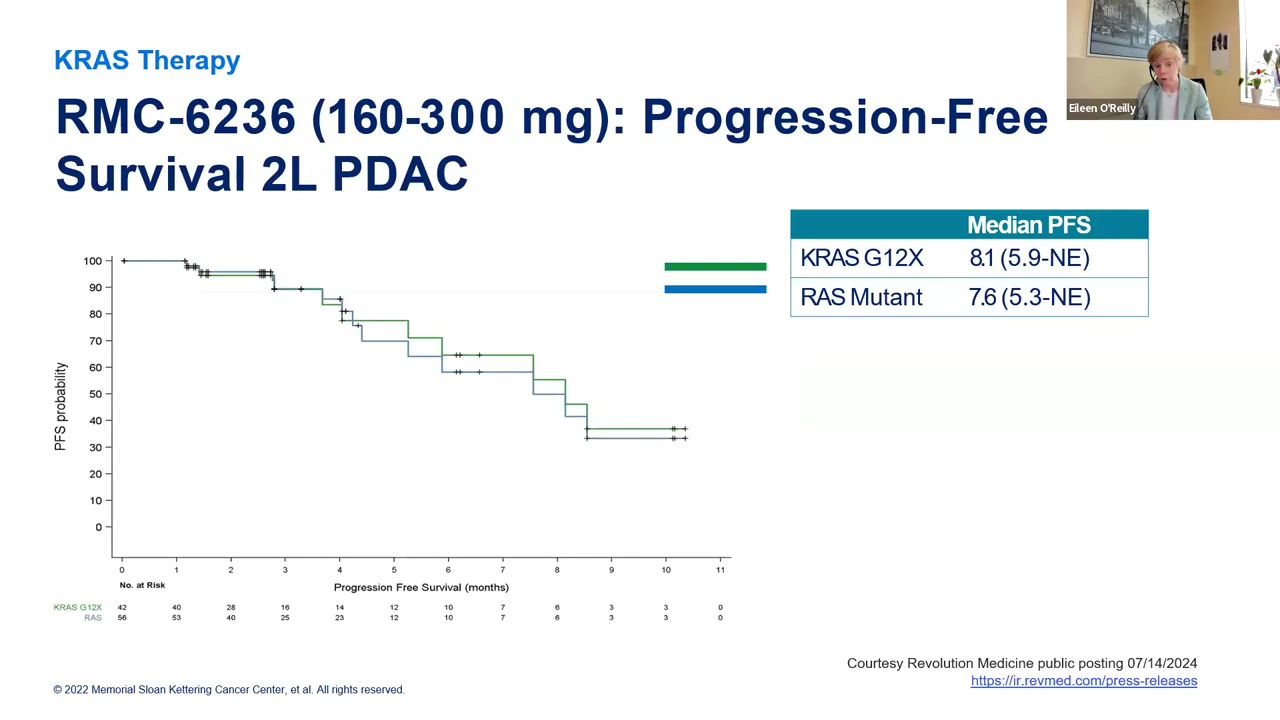 KRAS Therapy
RMC-6236 (160-300 mg): Progression-Free
Survival 2L PDAC
Eileen O'Reilly
Median PFS
KRAS G12X 8.1 (5.9-NE)
RAS Mutant 7.6 (5.3-NE)
PFS probability
100
90
80
70
60
50
40
30
20
10
0
0 1 2 3 4 5 6 7 8 9 10 11
No. at Risk
Progression Free Survival (months)
KRAS G12X 42 40 28 16 14 12 10 7 6 3 3 0
RAS 56 53 40 25 23 12 10 7 6 3 3 0
Courtesy Revolution Medicine public posting 07/14/2024
https://ir.revmed.com/press-releases
© 2022 Memorial Sloan Kettering Cancer Center, et al. All rights reserved.